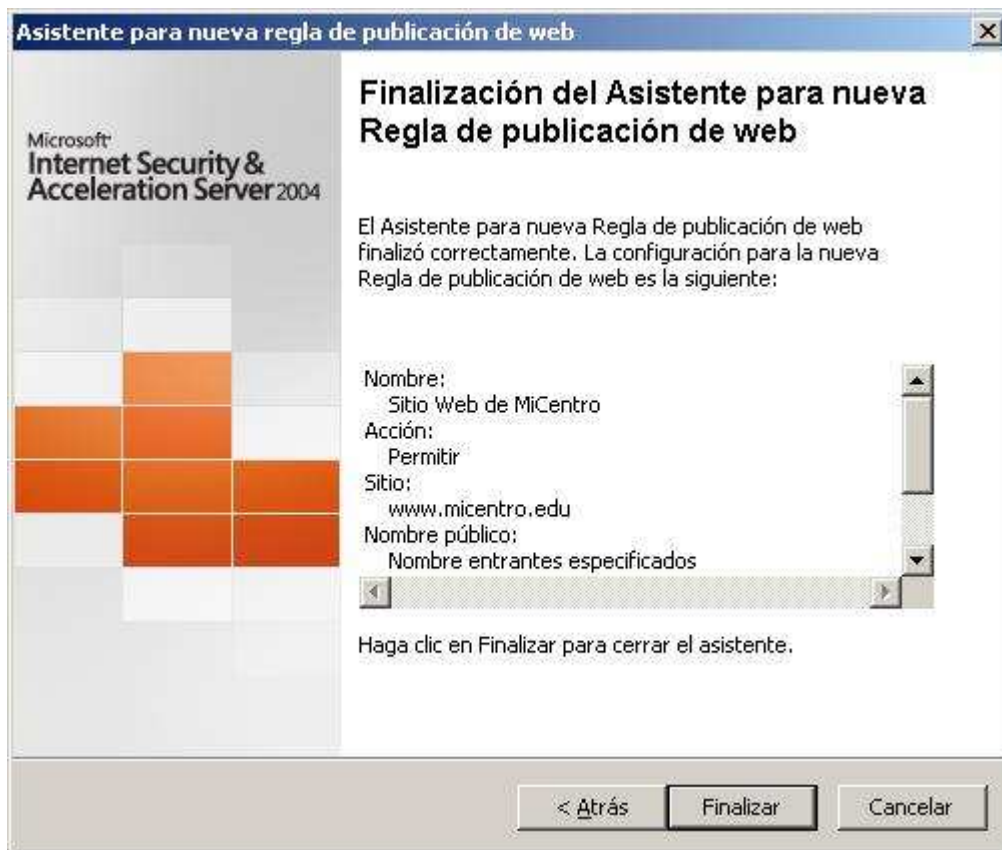 Asistente para nueva regla de publicación de web
Microsoft
Internet Security &
Acceleration Server 2004
Finalización del Asistente para nueva
Regla de publicación de web
El Asistente para nueva Regla de publicación de web
finalizó correctamente. La configuración para la nueva
Regla de publicación de web es la siguiente:
Nombre:
Sitio Web de MiCentro
Acción:
Permitir
Sitio:
www.micentro.edu
Nombre público:
Nombre entrantes especificados
Haga clic en Finalizar para cerrar el asistente.
< Atrás
Finalizar
Cancelar